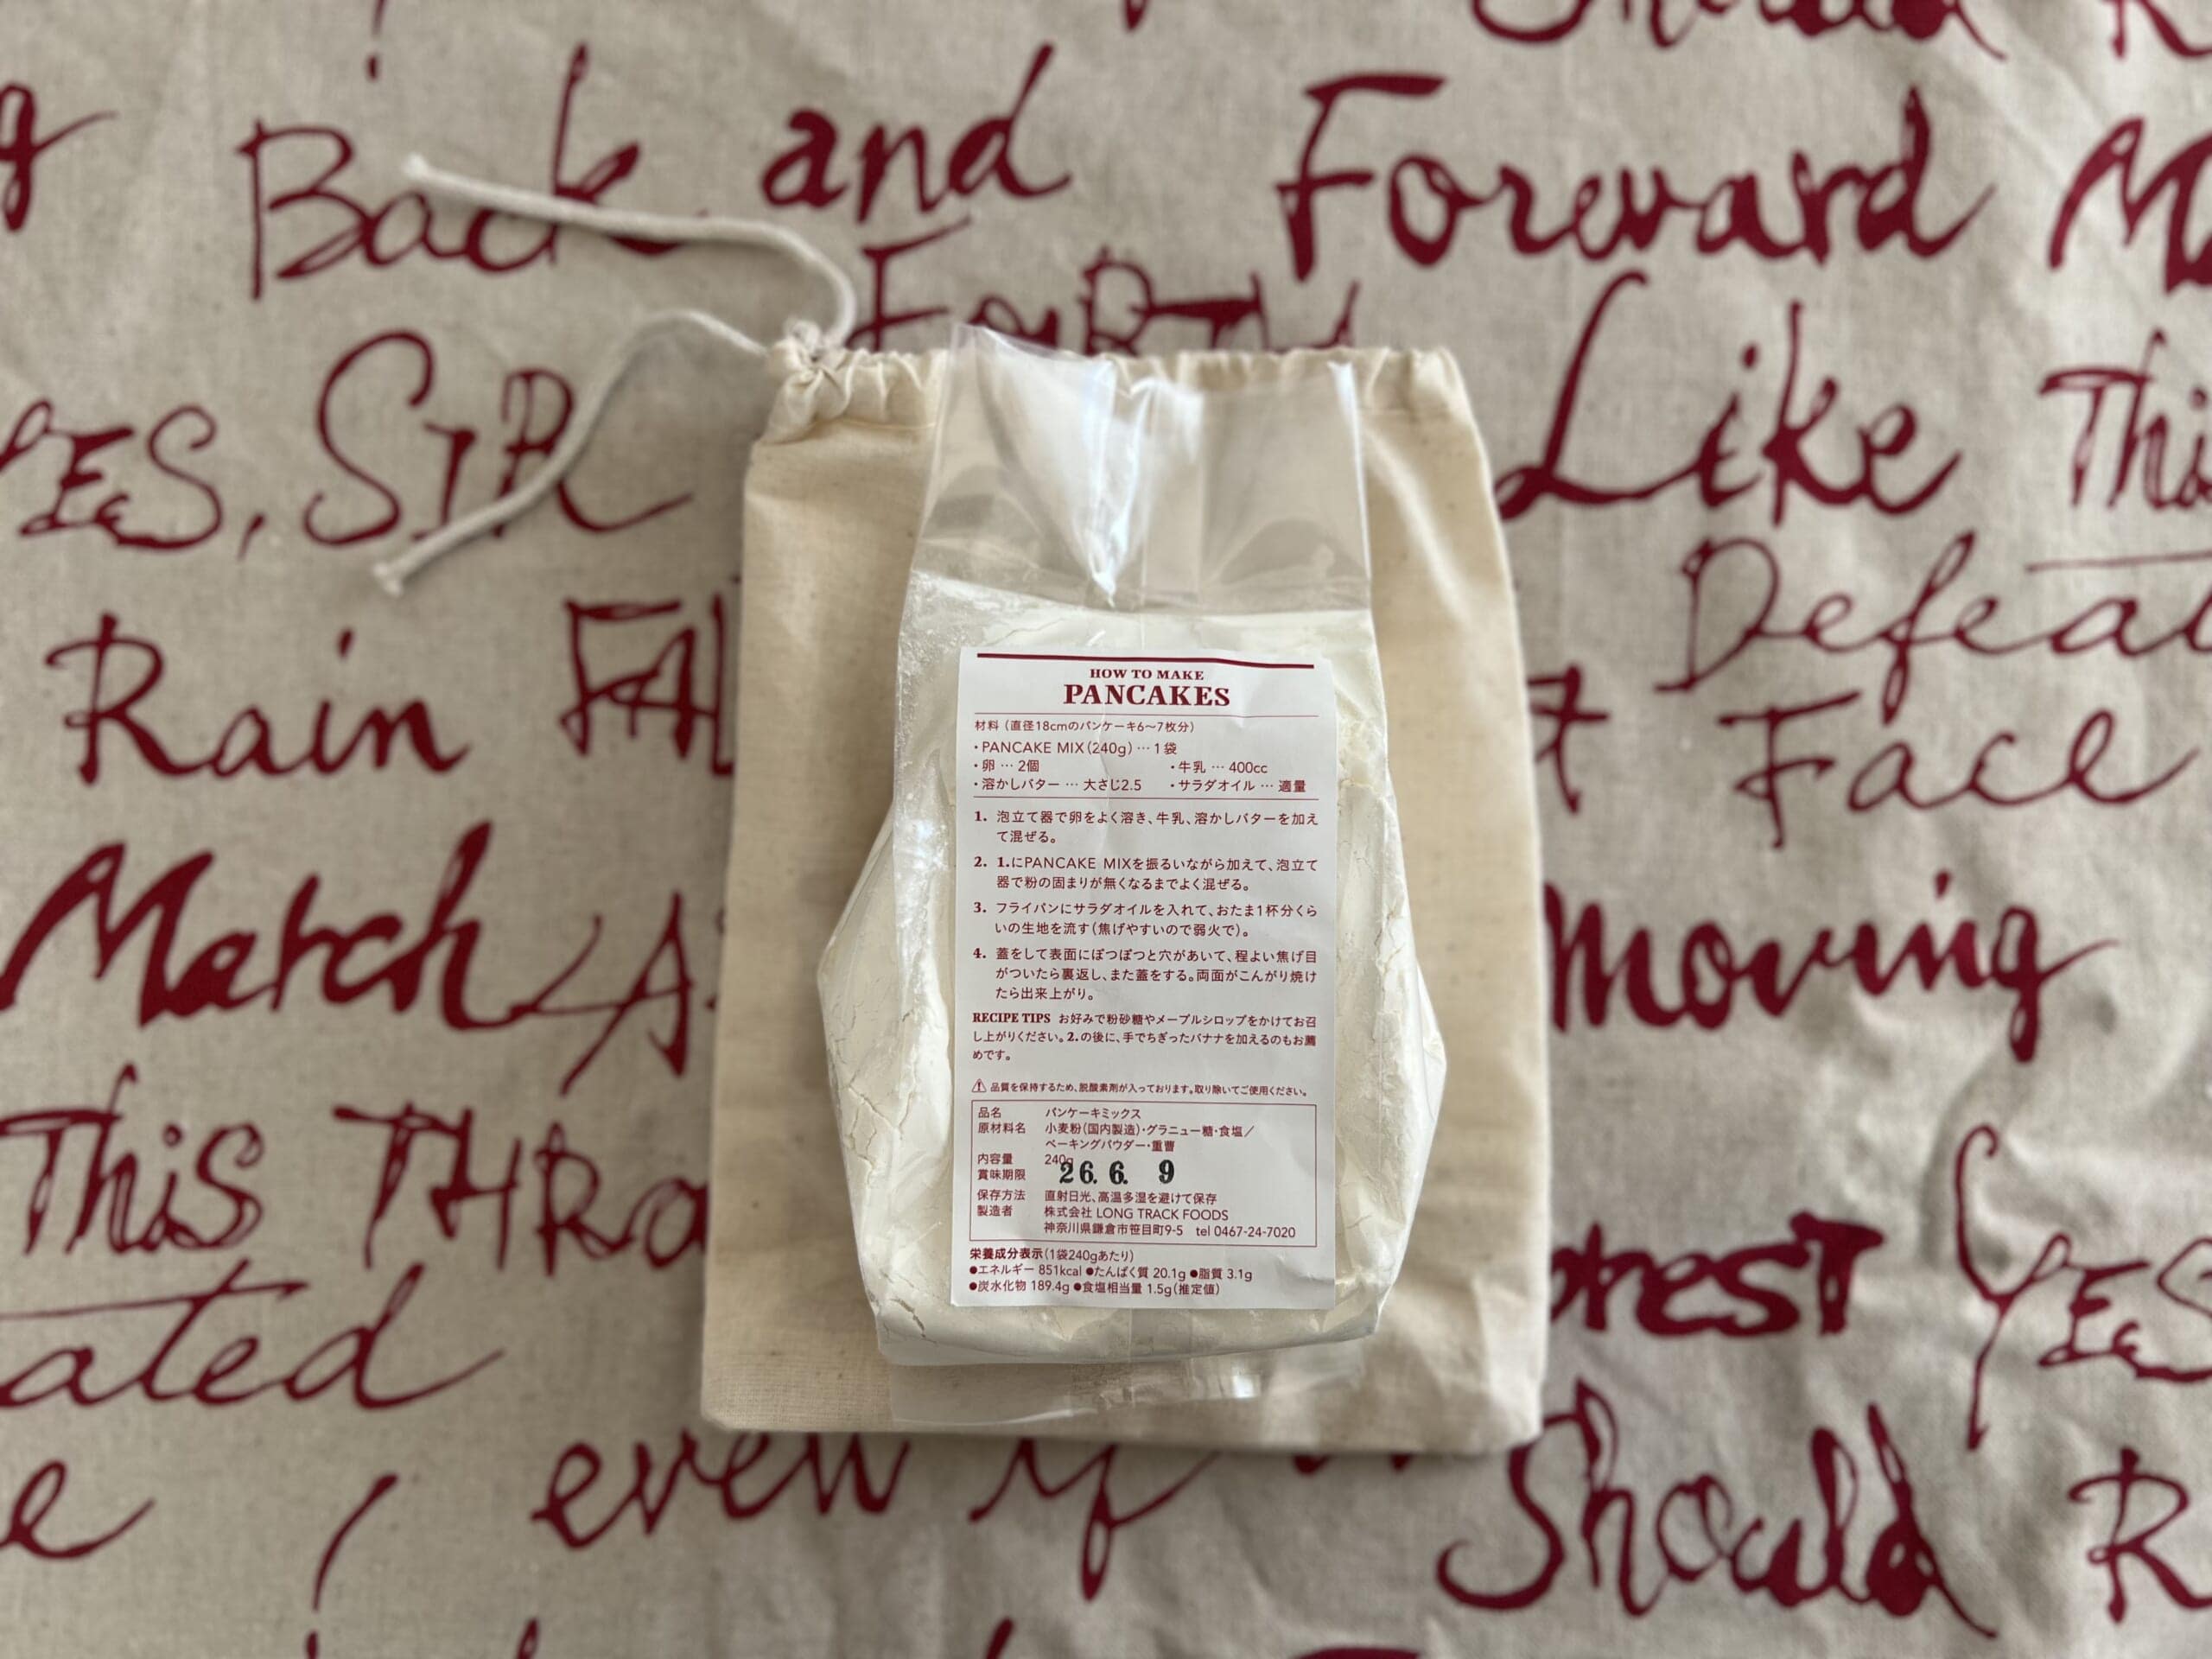 Should R
Back and Forward M
FORTH
YES, SIR
Like This
Defeat
Rain FAL
Face
March
moving
This THRO
orest YES
ated
even if
Should R
HOW TO MAKE
PANCAKES
材料（直径18cmのパンケーキ6〜7枚分）
・PANCAKE MIX（240g）… 1袋
・卵 … 2個 ・牛乳 … 400cc
・溶かしバター … 大さじ2.5 ・サラダオイル … 適量
1. 泡立て器で卵をよく溶き、牛乳、溶かしバターを加え
て混ぜる。
2. 1.にPANCAKE MIXを振るいながら加えて、泡立て
器で粉の固まりが無くなるまでよく混ぜる。
3. フライパンにサラダオイルを入れて、おたま1杯分くら
いの生地を流す（焦げやすいので弱火で）。
4. 蓋をして表面にぽつぽつと穴があいて、程よい焦げ目
がついたら裏返し、また蓋をする。両面がこんがり焼け
たら出来上がり。
RECIPE TIPS お好みで粉砂糖やメープルシロップをかけてお召
し上がりください。2.の後に、手でちぎったバナナを加えるのもお薦
めです。
⚠ 品質を保持するため、脱酸素剤が入っております。取り除いてご使用ください。
品名 パンケーキミックス
原材料名 小麦粉（国内製造）・グラニュー糖・食塩／
ベーキングパウダー・重曹
内容量 240g
賞味期限 26. 6. 9
保存方法 直射日光、高温多湿を避けて保存
製造者 株式会社 LONG TRACK FOODS
神奈川県鎌倉市笹目町9-5 tel 0467-24-7020
栄養成分表示（1袋240gあたり）
●エネルギー 851kcal ●たんぱく質 20.1g ●脂質 3.1g
●炭水化物 189.4g ●食塩相当量 1.5g（推定値）